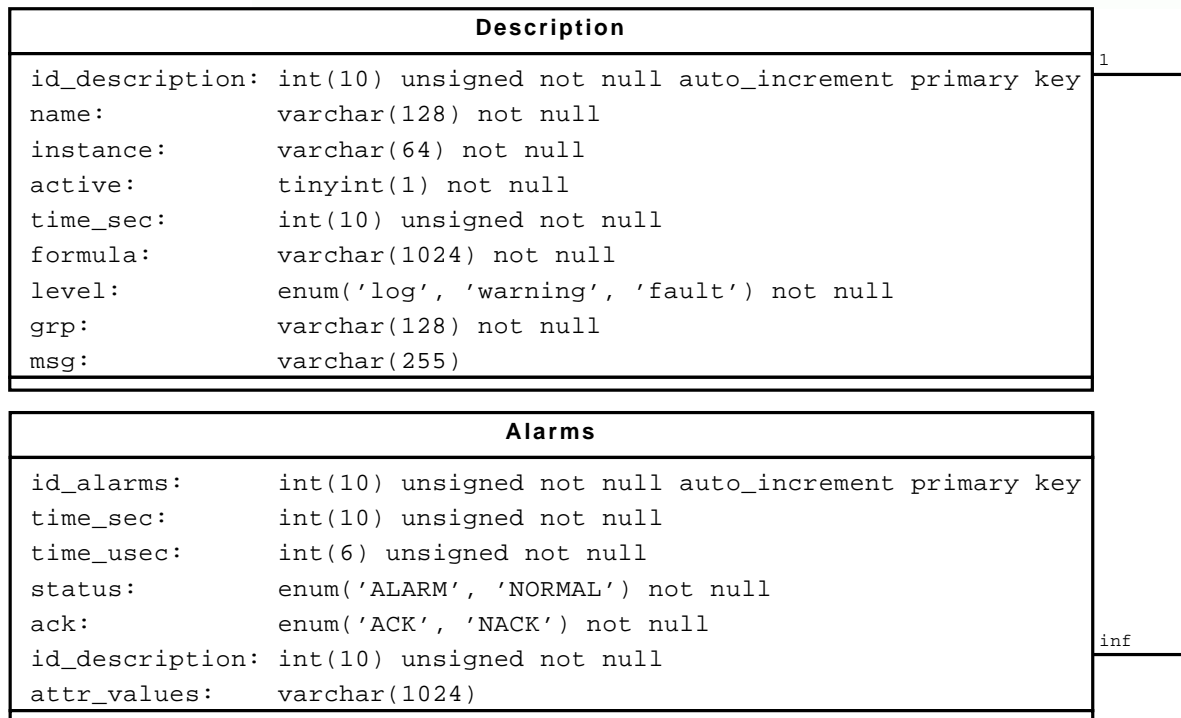 Description
1
id_description: int(10) unsigned not null auto_increment primary key
name: varchar(128) not null
instance: varchar(64) not null
active: tinyint(1) not null
time_sec: int(10) unsigned not null
formula: varchar(1024) not null
level: enum(’log’, ’warning’, ’fault’) not null
grp: varchar(128) not null
msg: varchar(255)
Alarms
id_alarms: int(10) unsigned not null auto_increment primary key
time_sec: int(10) unsigned not null
time_usec: int(6) unsigned not null
status: enum(’ALARM’, ’NORMAL’) not null
ack: enum(’ACK’, ’NACK’) not null
inf
id_description: int(10) unsigned not null
attr_values: varchar(1024)